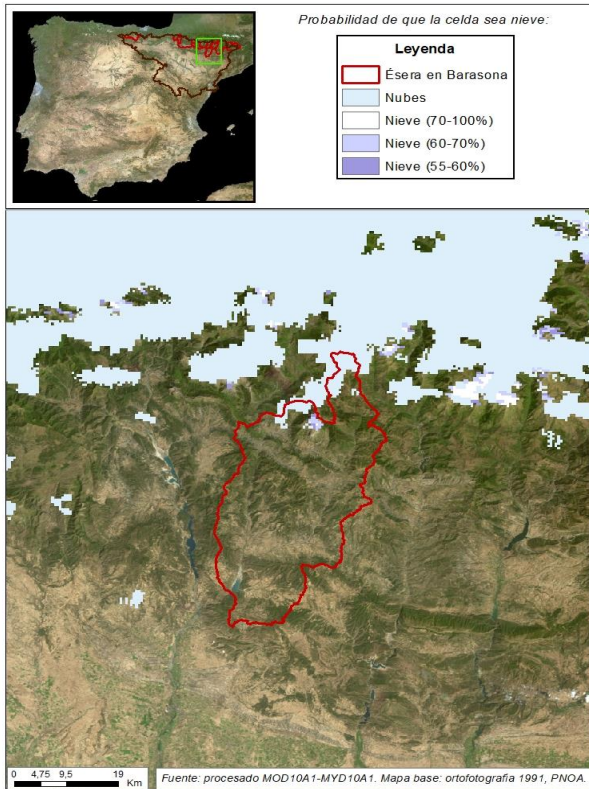 Probabilidad de que la celda sea nieve:
Leyenda
Ésera en Barasona
Nubes
Nieve (70-100%)
Nieve (60-70%)
Nieve (55-60%)
0 4,75 9,5 19
Km
Fuente: procesado MOD10A1-MYD10A1. Mapa base: ortofotografía 1991, PNOA.